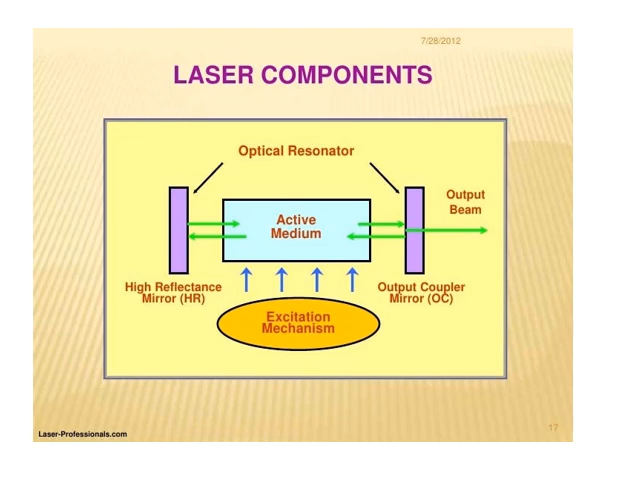 7/28/2012
LASER COMPONENTS
Optical Resonator
Output
Beam
Active
Medium
High Reflectance
Mirror (HR)
Output Coupler
Mirror (OC)
Excitation
Mechanism
17
Laser-Professionals.com